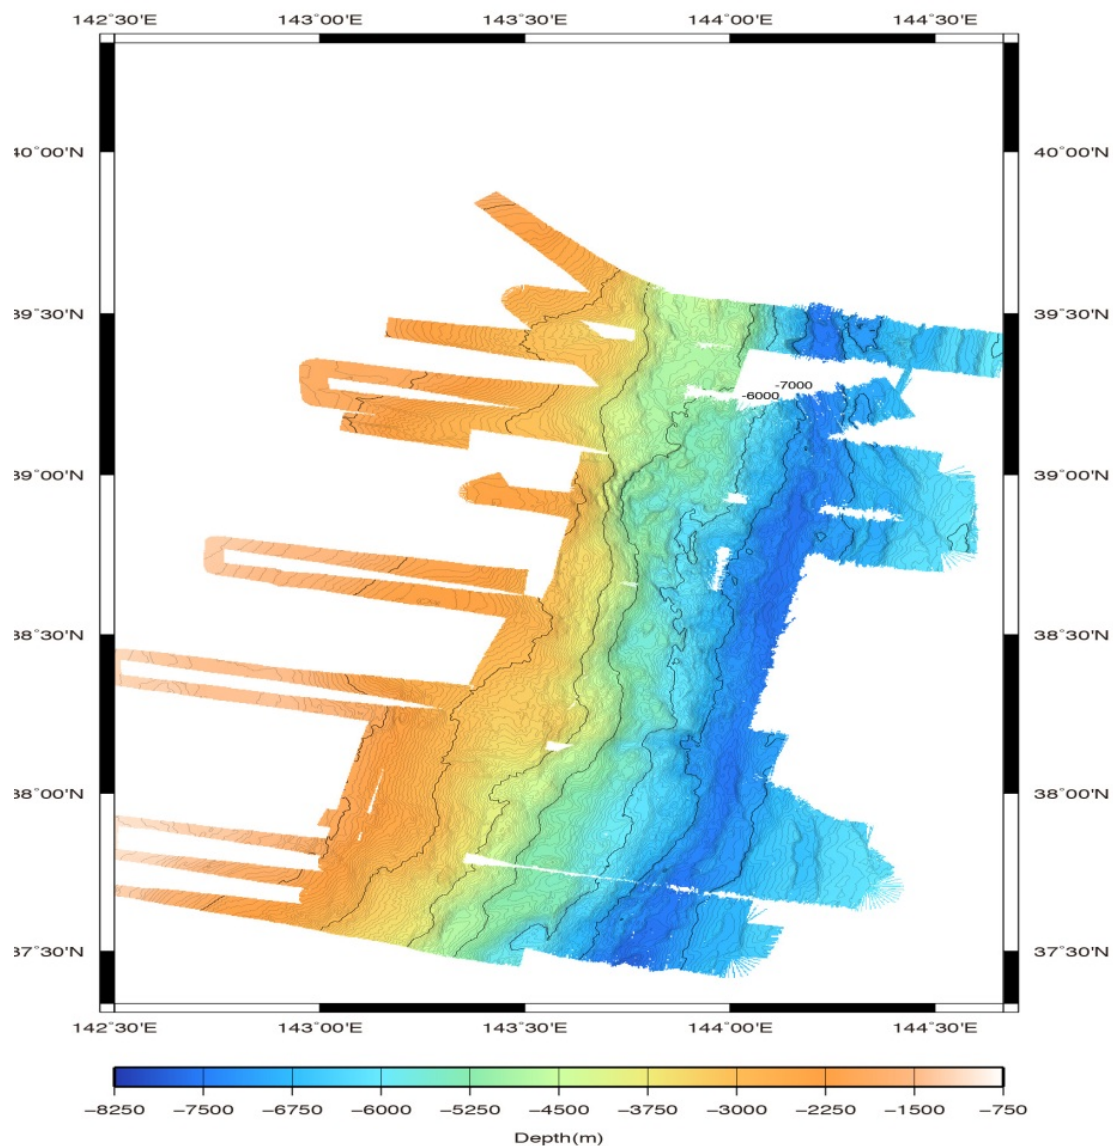 142˚30'E 143˚00'E 143˚30'E 144˚00'E 144˚30'E
40˚00'N 40˚00'N
39˚30'N 39˚30'N
-7000
-6000
39˚00'N 39˚00'N
38˚30'N 38˚30'N
38˚00'N 38˚00'N
37˚30'N 37˚30'N
142˚30'E 143˚00'E 143˚30'E 144˚00'E 144˚30'E
−8250 −7500 −6750 −6000 −5250 −4500 −3750 −3000 −2250 −1500 −750
Depth(m)